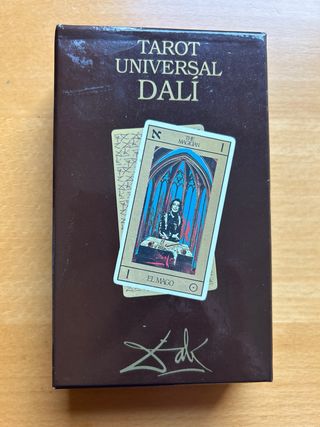 TAROT
UNIVERSAL
DALÍ
א
THE
MAGICIAN
I
I
EL MAGO
Dalí